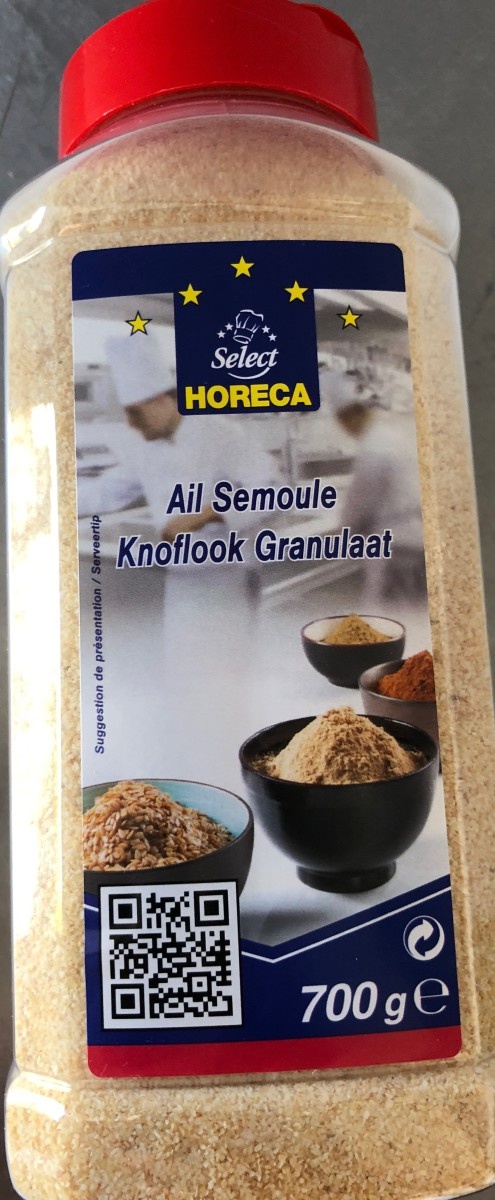 Select
HORECA
Ail Semoule
Knoflook Granulaat
Suggestion de présentation / Serveertip
700 g e